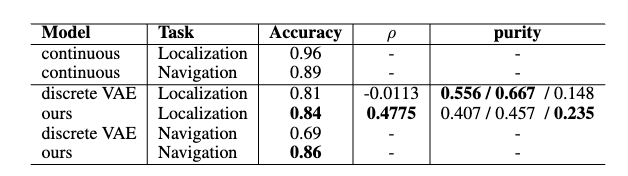 Model Task Accuracy ρ purity
continuous Localization 0.96 - -
continuous Navigation 0.89 - -
discrete VAE Localization 0.81 -0.0113 0.556 / 0.667 / 0.148
ours Localization 0.84 0.4775 0.407 / 0.457 / 0.235
discrete VAE Navigation 0.69 - -
ours Navigation 0.86 - -